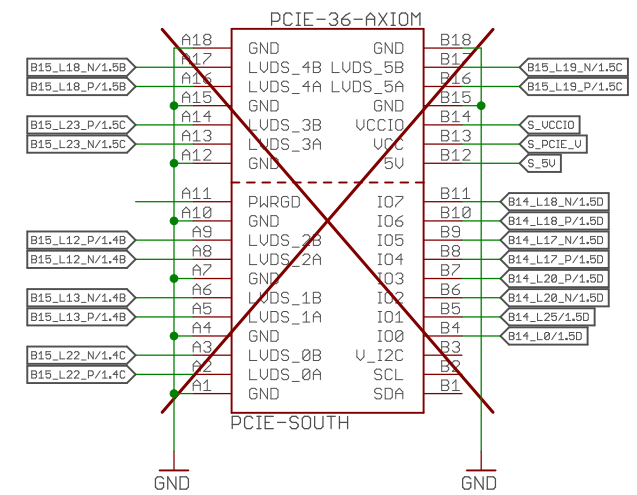 PCIE-36-AXIOM
A18 GND GND B18
B15_L18_N/1.5B A17 LVDS_4B LVDS_5B B17 B15_L19_N/1.5C
B15_L18_P/1.5B A16 LVDS_4A LVDS_5A B16 B15_L19_P/1.5C
A15 GND GND B15
B15_L23_P/1.5C A14 LVDS_3B VCCIO B14 S_VCCIO
B15_L23_N/1.5C A13 LVDS_3A VCC B13 S_PCIE_V
A12 GND 5V B12 S_5V
A11 PWRGD IO7 B11 B14_L18_N/1.5D
A10 GND IO6 B10 B14_L18_P/1.5D
B15_L12_P/1.4B A9 LVDS_2B IO5 B9 B14_L17_N/1.5D
B15_L12_N/1.4B A8 LVDS_2A IO4 B8 B14_L17_P/1.5D
A7 GND IO3 B7 B14_L20_P/1.5D
B15_L13_N/1.4B A6 LVDS_1B IO2 B6 B14_L20_N/1.5D
B15_L13_P/1.4B A5 LVDS_1A IO1 B5 B14_L25/1.5D
A4 GND IO0 B4 B14_L0/1.5D
B15_L22_N/1.4C A3 LVDS_0B V_I2C B3
B15_L22_P/1.4C A2 LVDS_0A SCL B2
A1 GND SDA B1
PCIE-SOUTH
GND GND